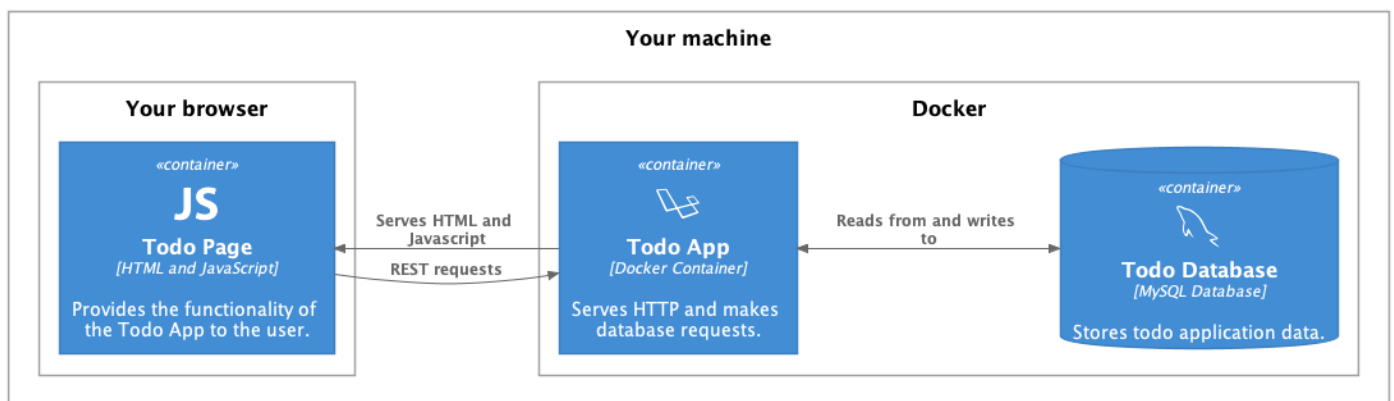 Your machine
Your browser
Docker
«container»
JS
Todo Page
[HTML and JavaScript]
Provides the functionality of
the Todo App to the user.
Serves HTML and
Javascript
REST requests
«container»
Todo App
[Docker Container]
Serves HTTP and makes
database requests.
Reads from and writes
to
«container»
Todo Database
[MySQL Database]
Stores todo application data.